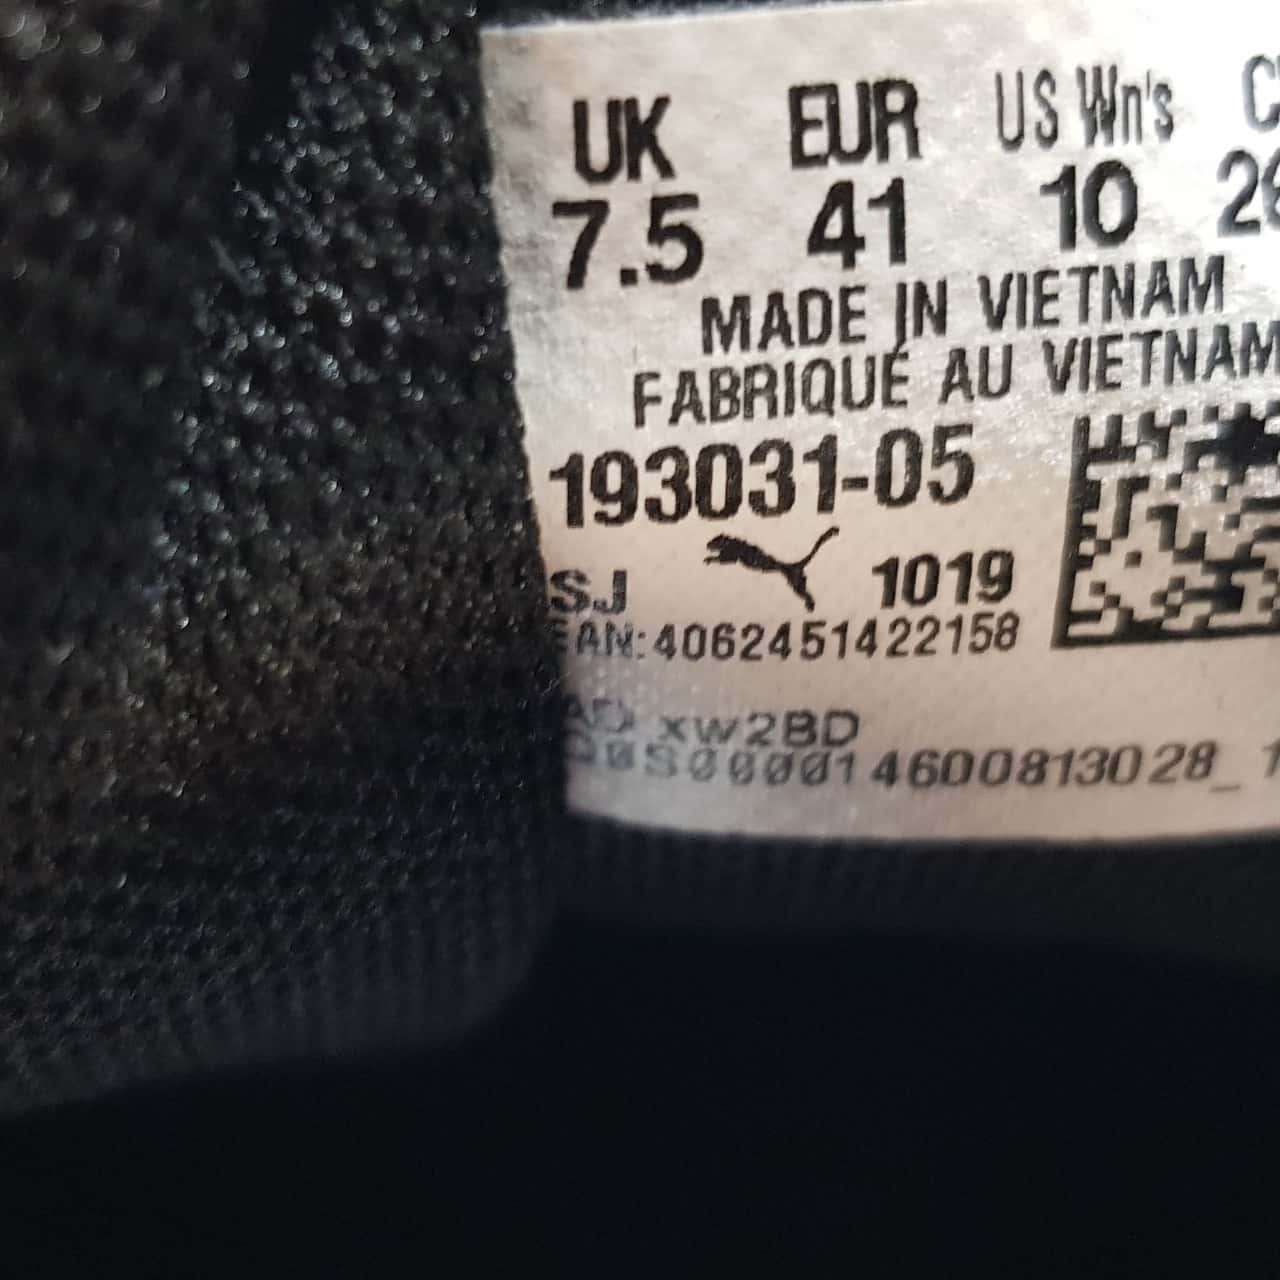 UK EUR US Wn's
7.5 41 10
MADE IN VIETNAM
FABRIQUÉ AU VIETNAM
193031-05
SJ 1019
EAN:4062451422158
xw2BD